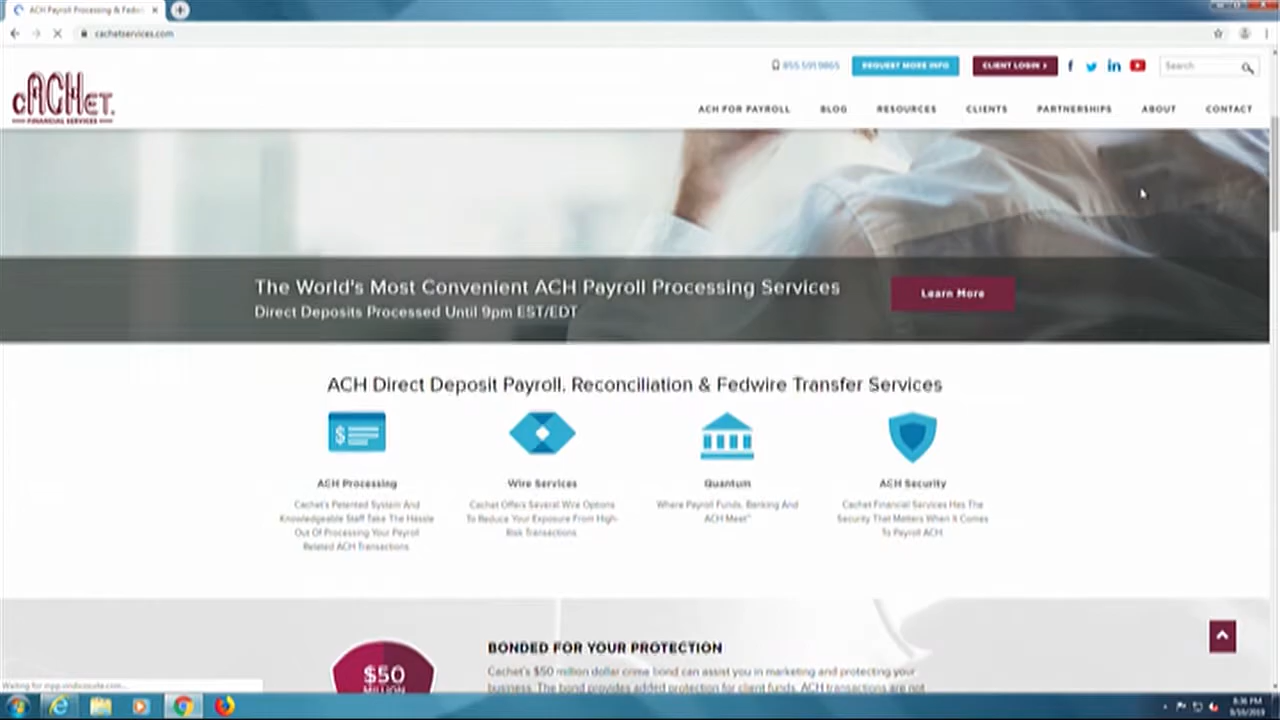 ACH Payroll Processing & Fedwi
cachetservices.com
855 591 9865
REQUEST MORE INFO
CLIENT LOGIN
Search
CACHET
FINANCIAL SERVICES
ACH FOR PAYROLL
BLOG
RESOURCES
CLIENTS
PARTNERSHIPS
ABOUT
CONTACT
The World's Most Convenient ACH Payroll Processing Services
Direct Deposits Processed Until 9pm EST/EDT
Learn More
ACH Direct Deposit Payroll, Reconciliation & Fedwire Transfer Services
ACH Processing
Cachet's Patented System And
Knowledgeable Staff Take The Hassle
Out Of Processing Your Payroll
Related ACH Transactions
Wire Services
Cachet Offers Several Wire Options
To Reduce Your Exposure From High-
Risk Transactions
Quantum
Where Payroll Funds, Banking And
ACH Meet™
ACH Security
Cachet Financial Services Has The
Security That Matters When It Comes
To Payroll ACH
$50
MILLION
BONDED FOR YOUR PROTECTION
Cachet's $50 million dollar crime bond can assist you in marketing and protecting your
business. The bond provides added protection for client funds. ACH transactions are not
8:36 PM